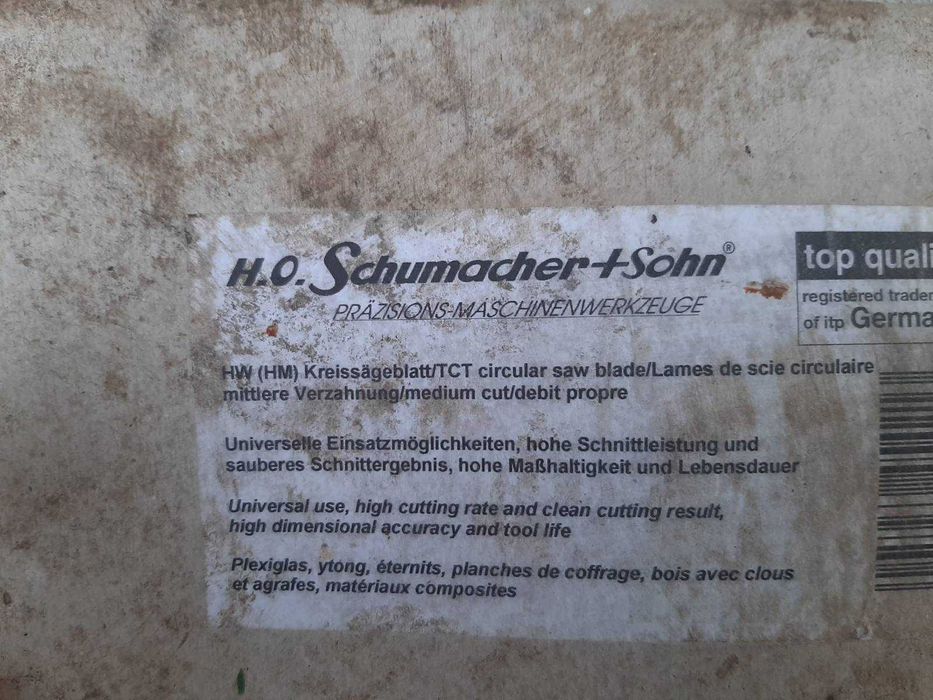 H.O. Schumacher+Sohn®
PRÄZISIONS-MASCHINENWERKZEUGE
top quali
registered trader
of itp Germa
HW (HM) Kreissägeblatt/TCT circular saw blade/Lames de scie circulaire
mittlere Verzahnung/medium cut/debit propre
Universelle Einsatzmöglichkeiten, hohe Schnittleistung und
sauberes Schnittergebnis, hohe Maßhaltigkeit und Lebensdauer
Universal use, high cutting rate and clean cutting result,
high dimensional accuracy and tool life
Plexiglas, ytong, éternits, planches de coffrage, bois avec clous
et agrafes, matériaux composites